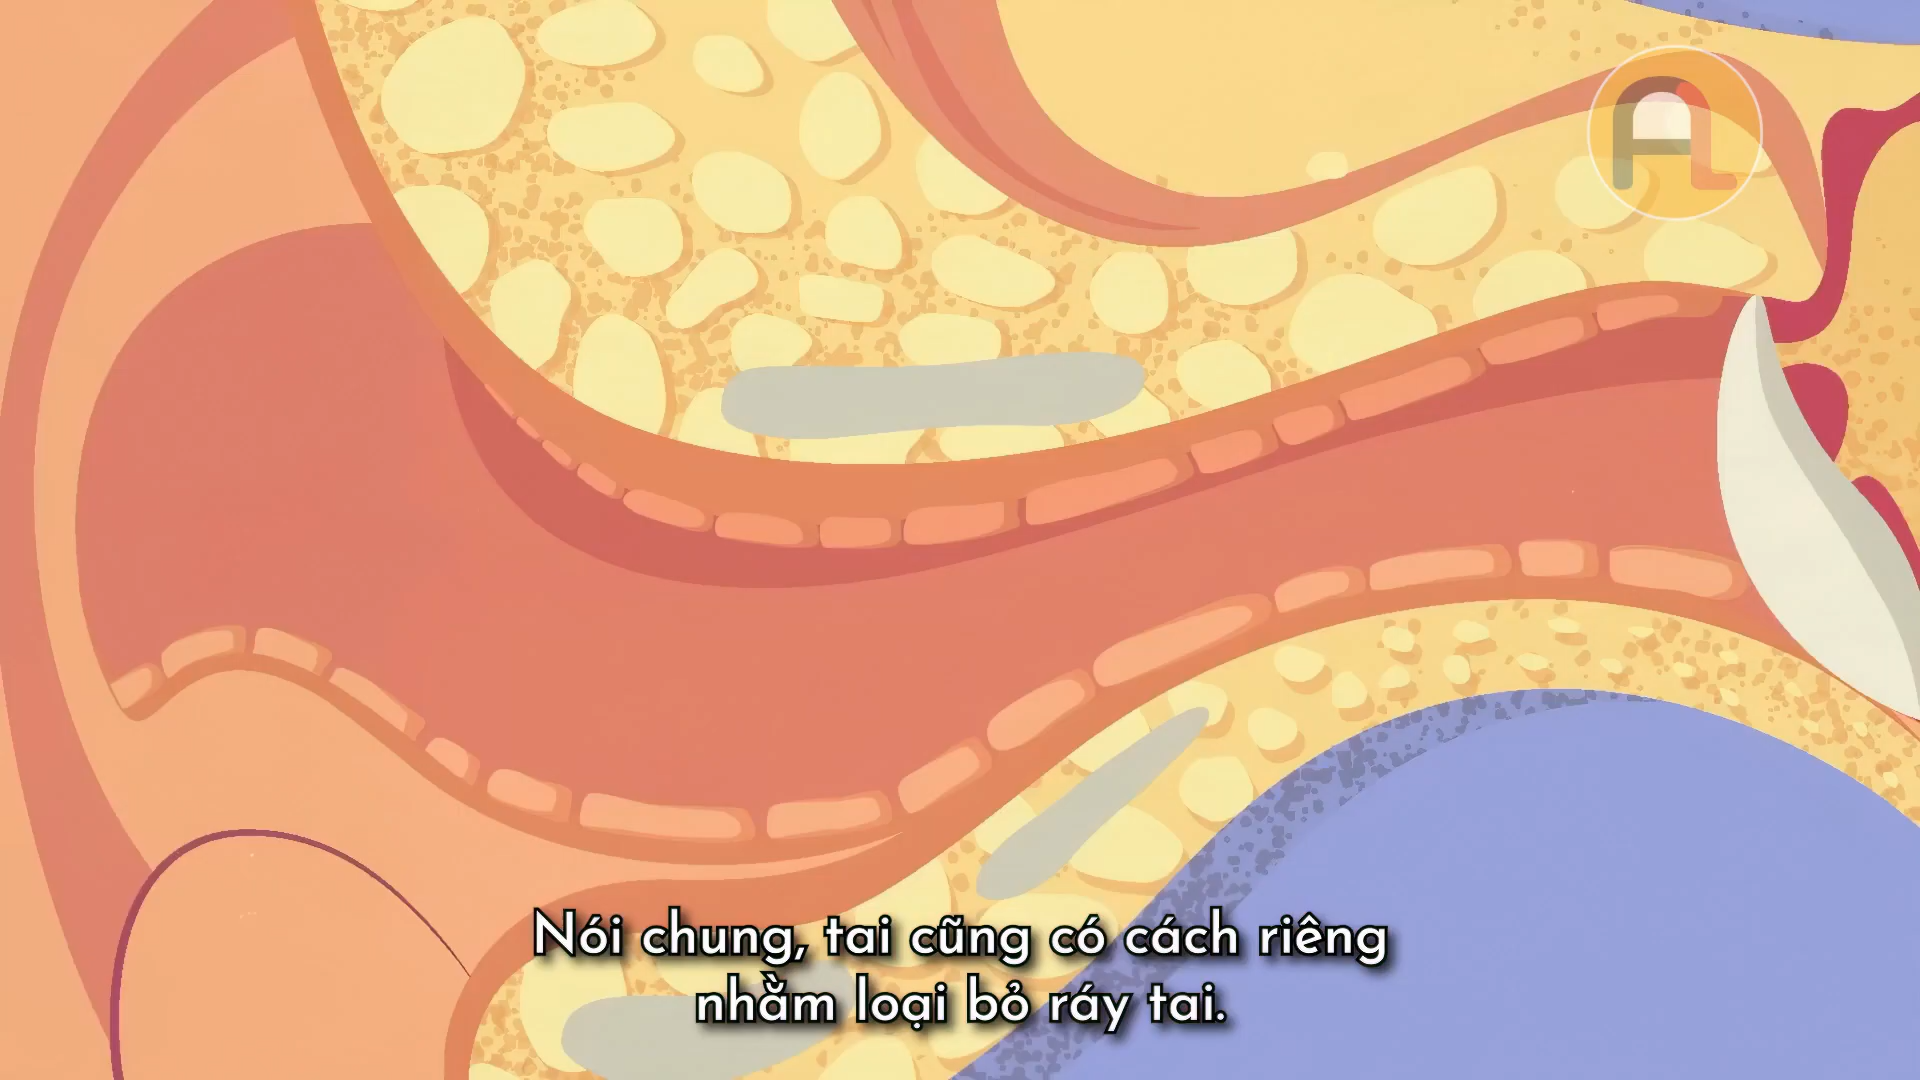 Nói chung, tai cũng có cách riêng
nhằm loại bỏ ráy tai.